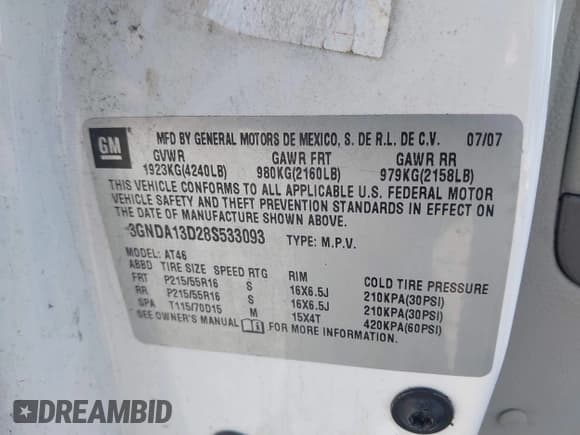 GM
MFD BY GENERAL MOTORS DE MEXICO, S. DE R.L. DE C.V. 07/07
GVWR GAWR FRT GAWR RR
1923KG(4240LB) 980KG(2160LB) 979KG(2158LB)
THIS VEHICLE CONFORMS TO ALL APPLICABLE U.S. FEDERAL MOTOR
VEHICLE SAFETY AND THEFT PREVENTION STANDARDS IN EFFECT ON
THE DATE OF MANUFACTURE SHOWN ABOVE.
3GNDA13D28S533093 TYPE: M.P.V.
MODEL: AT46
ABBD TIRE SIZE SPEED RTG RIM COLD TIRE PRESSURE
FRT P215/55R16 S 16X6.5J 210KPA(30PSI)
RR P215/55R16 S 16X6.5J 210KPA(30PSI)
SPA T115/70D15 M 15X4T 420KPA(60PSI)
SEE OWNER'S MANUAL FOR MORE INFORMATION.
DREAMBID